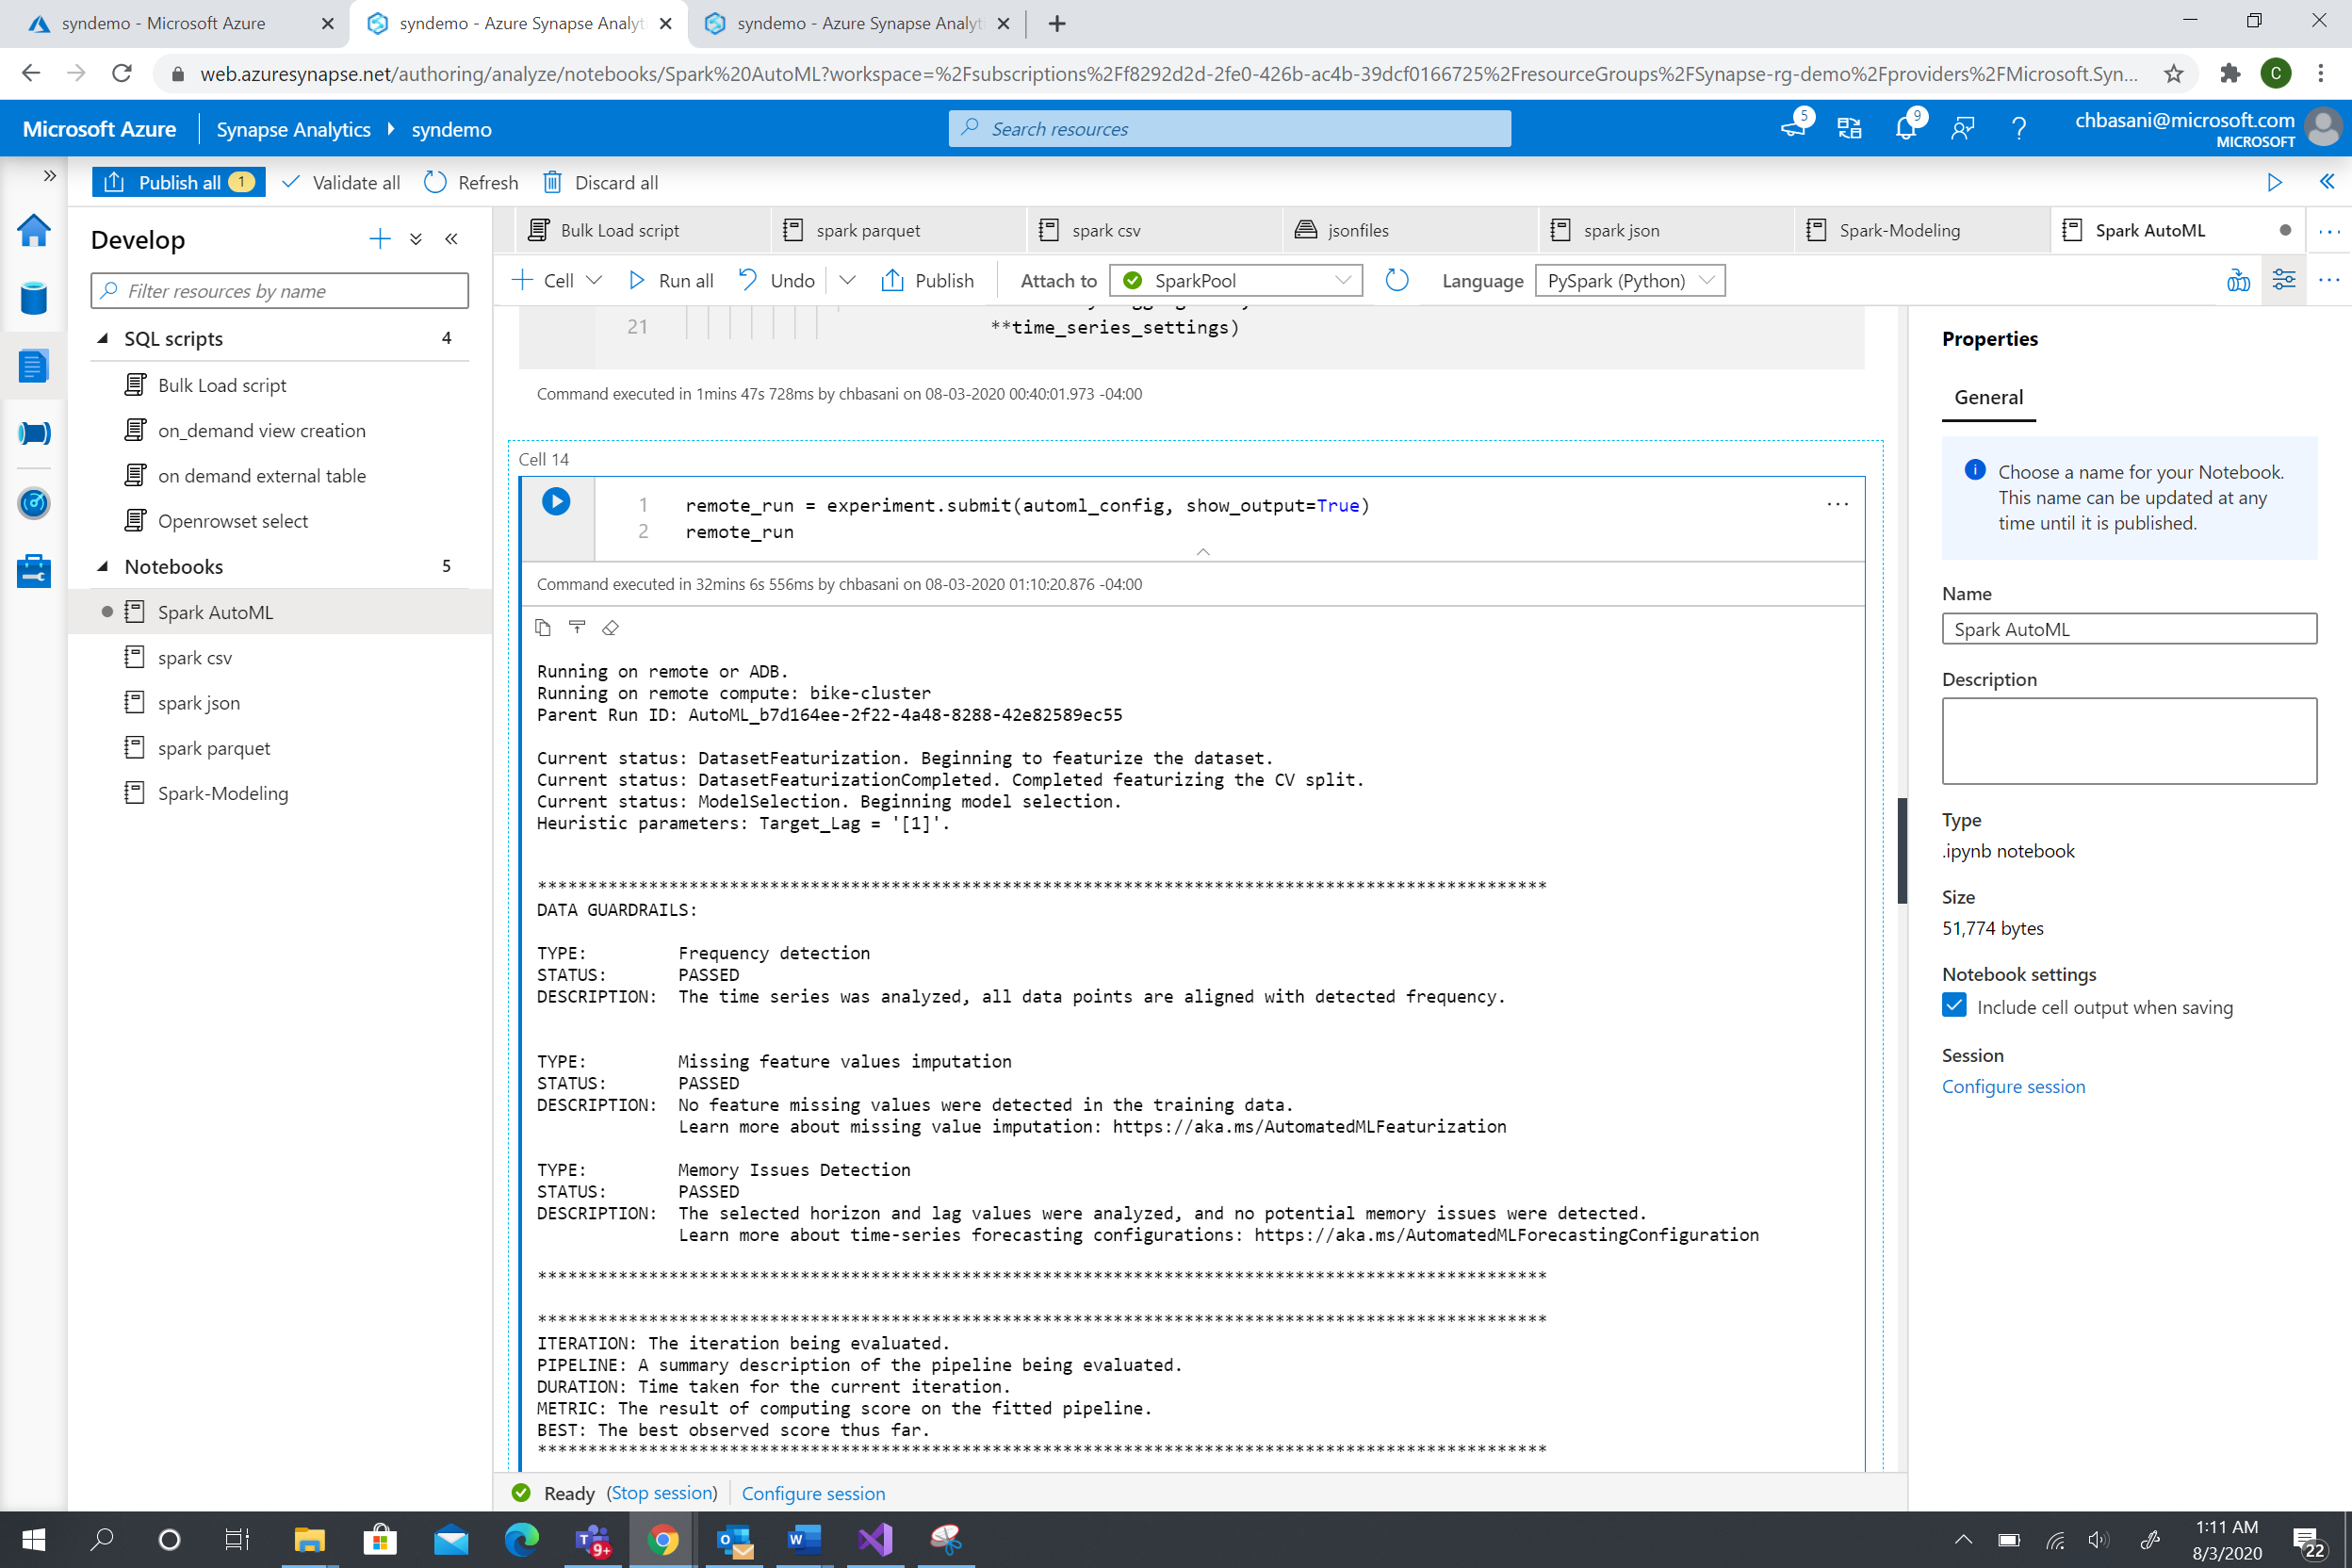 syndemo - Microsoft Azure
syndemo - Azure Synapse Analyt
syndemo - Azure Synapse Analyti
web.azuresynapse.net/authoring/analyze/notebooks/Spark%20AutoML?workspace=%2Fsubscriptions%2Ff8292d2d-2fe0-426b-ac4b-39dcf0166725%2FresourceGroups%2FSynapse-rg-demo%2Fproviders%2FMicrosoft.Syn...
C
Microsoft Azure
Synapse Analytics
syndemo
Search resources
5
9
chbasani@microsoft.com
MICROSOFT
Publish all 1
Validate all
Refresh
Discard all
Develop
Filter resources by name
SQL scripts 4
Bulk Load script
on_demand view creation
on demand external table
Openrowset select
Notebooks 5
Spark AutoML
spark csv
spark json
spark parquet
Spark-Modeling
Bulk Load script
spark parquet
spark csv
jsonfiles
spark json
Spark-Modeling
Spark AutoML
Cell
Run all
Undo
Publish
Attach to
SparkPool
Language
PySpark (Python)
21 **time_series_settings)
Command executed in 1mins 47s 728ms by chbasani on 08-03-2020 00:40:01.973 -04:00
Cell 14
1 remote_run = experiment.submit(automl_config, show_output=True)
2 remote_run
Command executed in 32mins 6s 556ms by chbasani on 08-03-2020 01:10:20.876 -04:00
Running on remote or ADB.
Running on remote compute: bike-cluster
Parent Run ID: AutoML_b7d164ee-2f22-4a48-8288-42e82589ec55
Current status: DatasetFeaturization. Beginning to featurize the dataset.
Current status: DatasetFeaturizationCompleted. Completed featurizing the CV split.
Current status: ModelSelection. Beginning model selection.
Heuristic parameters: Target_Lag = '[1]'.
****************************************************************************************************
DATA GUARDRAILS:
TYPE: Frequency detection
STATUS: PASSED
DESCRIPTION: The time series was analyzed, all data points are aligned with detected frequency.
TYPE: Missing feature values imputation
STATUS: PASSED
DESCRIPTION: No feature missing values were detected in the training data.
Learn more about missing value imputation: https://aka.ms/AutomatedMLFeaturization
TYPE: Memory Issues Detection
STATUS: PASSED
DESCRIPTION: The selected horizon and lag values were analyzed, and no potential memory issues were detected.
Learn more about time-series forecasting configurations: https://aka.ms/AutomatedMLForecastingConfiguration
****************************************************************************************************
****************************************************************************************************
ITERATION: The iteration being evaluated.
PIPELINE: A summary description of the pipeline being evaluated.
DURATION: Time taken for the current iteration.
METRIC: The result of computing score on the fitted pipeline.
BEST: The best observed score thus far.
****************************************************************************************************
Ready (Stop session)
Configure session
Properties
General
Choose a name for your Notebook.
This name can be updated at any
time until it is published.
Name
Spark AutoML
Description
Type
.ipynb notebook
Size
51,774 bytes
Notebook settings
Include cell output when saving
Session
Configure session
9+
1:11 AM
8/3/2020
22